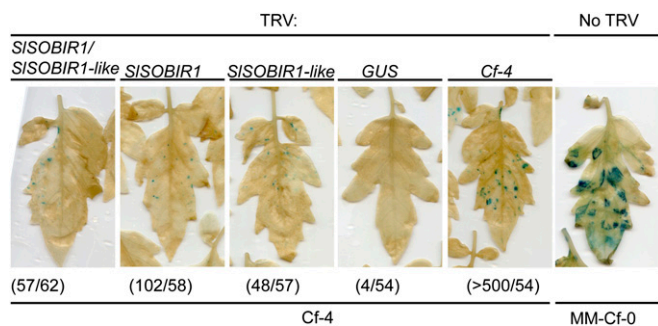 TRV: No TRV
SlSOBIR1/
SlSOBIR1-like SlSOBIR1 SlSOBIR1-like GUS Cf-4
(57/62) (102/58) (48/57) (4/54) (>500/54)
Cf-4 MM-Cf-0